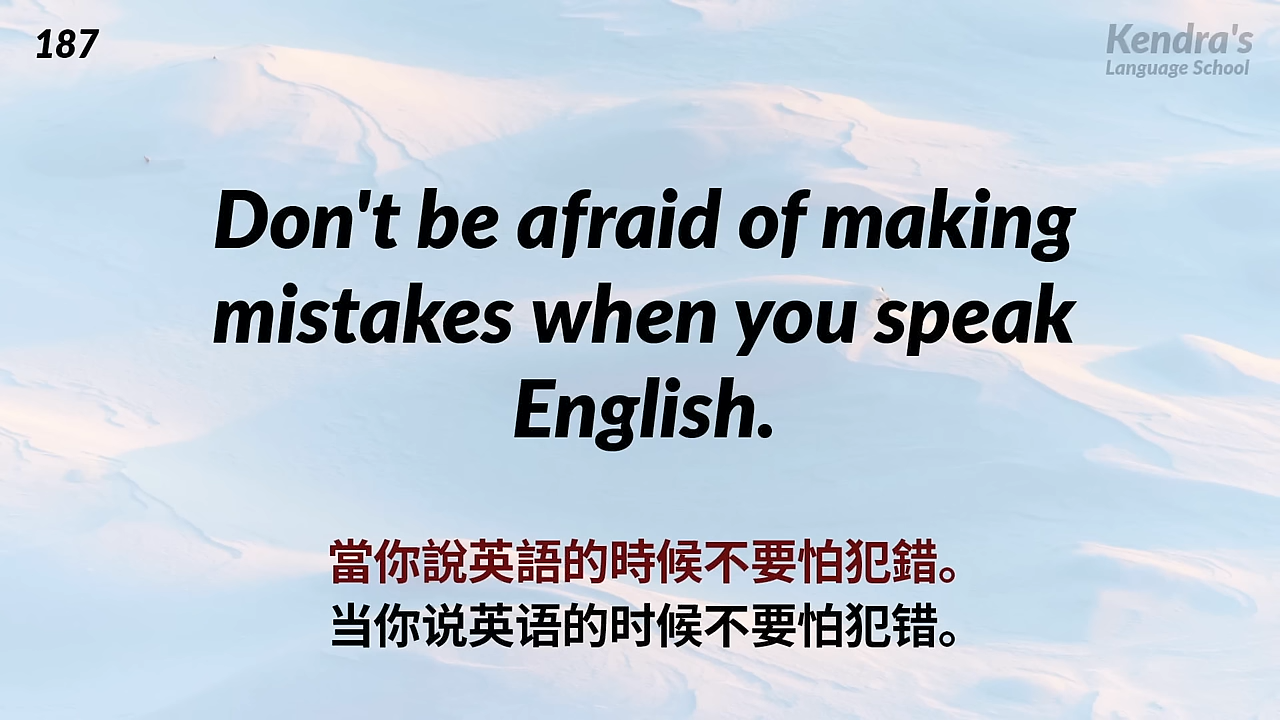 187
Kendra's
Language School
Don't be afraid of making
mistakes when you speak
English.
當你說英語的時候不要怕犯錯。
当你说英语的时候不要怕犯错。